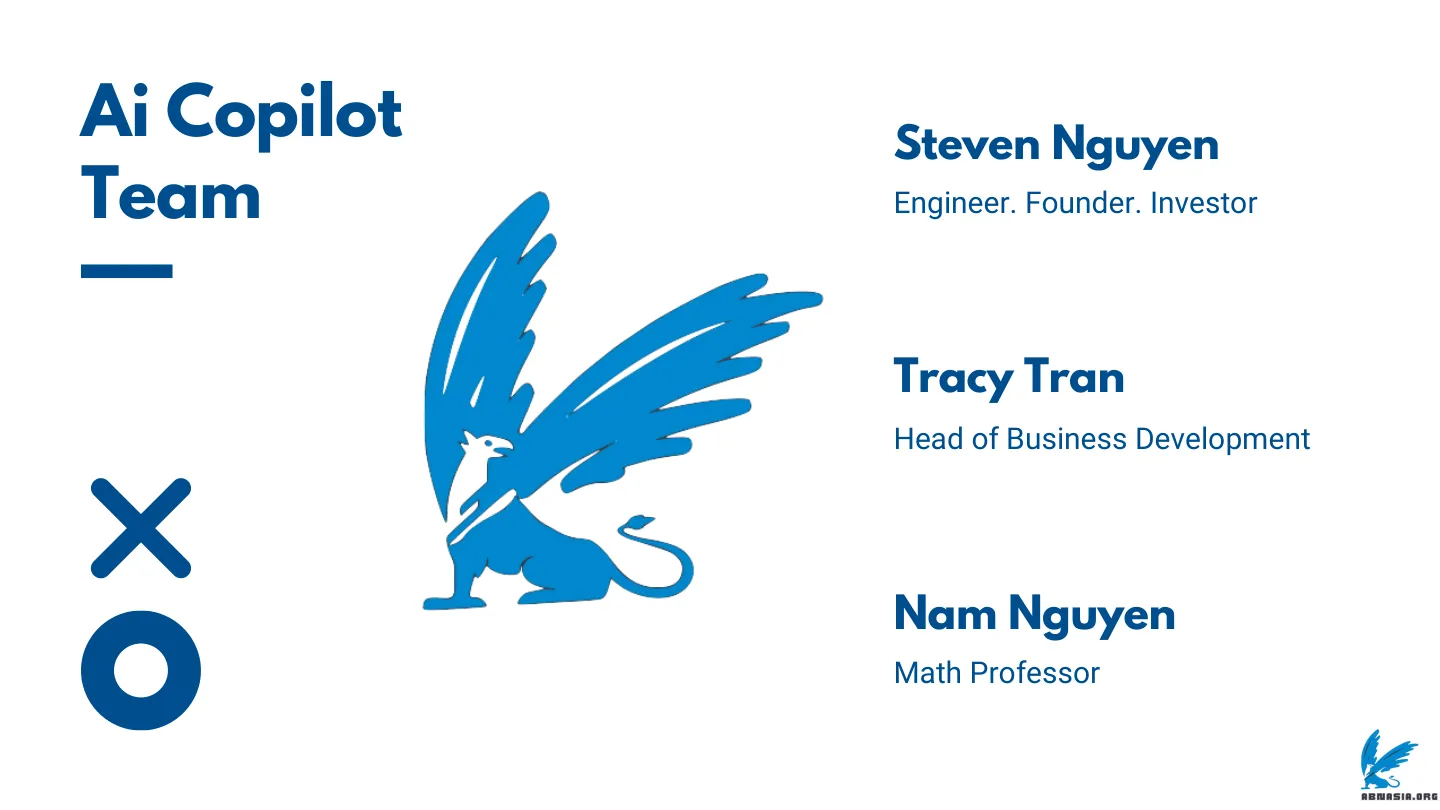 Ai Copilot
Team
Steven Nguyen
Engineer. Founder. Investor
Tracy Tran
Head of Business Development
Nam Nguyen
Math Professor
ABNASIA.ORG